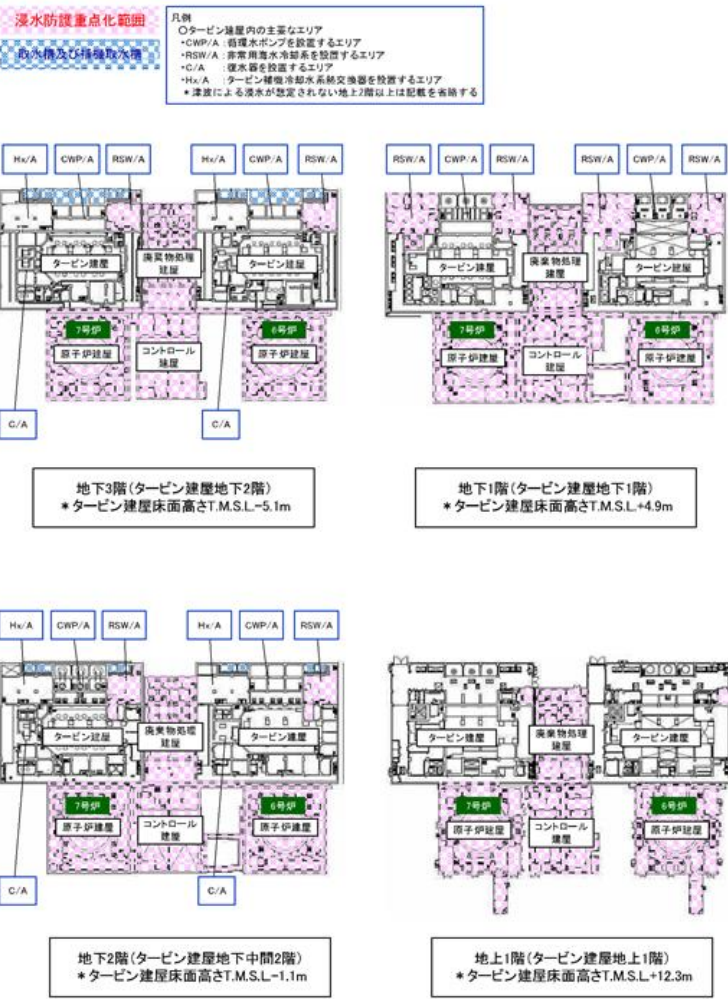 浸水防護重点化範囲
取水槽及び補機取水槽
凡例
○タービン建屋内の主要なエリア
・CWP/A：循環水ポンプを設置するエリア
・RSW/A：非常用海水冷却系を設置するエリア
・C/A　：復水器を設置するエリア
・Hx/A　：タービン補機冷却水系熱交換器を設置するエリア
＊津波による浸水が想定されない地上2階以上は記載を省略する
Hx/A CWP/A RSW/A Hx/A CWP/A RSW/A
タービン建屋 廃棄物処理建屋 タービン建屋
7号炉 6号炉
原子炉建屋 コントロール建屋 原子炉建屋
C/A C/A
地下3階(タービン建屋地下2階)
＊タービン建屋床面高さT.M.S.L.-5.1m
RSW/A CWP/A RSW/A RSW/A CWP/A RSW/A
タービン建屋 廃棄物処理建屋 タービン建屋
7号炉 6号炉
原子炉建屋 コントロール建屋 原子炉建屋
地下1階(タービン建屋地下1階)
＊タービン建屋床面高さT.M.S.L.+4.9m
Hx/A CWP/A RSW/A Hx/A CWP/A RSW/A
タービン建屋 廃棄物処理建屋 タービン建屋
7号炉 6号炉
原子炉建屋 コントロール建屋 原子炉建屋
C/A C/A
地下2階(タービン建屋地下中間2階)
＊タービン建屋床面高さT.M.S.L.-1.1m
タービン建屋 廃棄物処理建屋 タービン建屋
7号炉 6号炉
原子炉建屋 コントロール建屋 原子炉建屋
地上1階(タービン建屋地上1階)
＊タービン建屋床面高さT.M.S.L.+12.3m